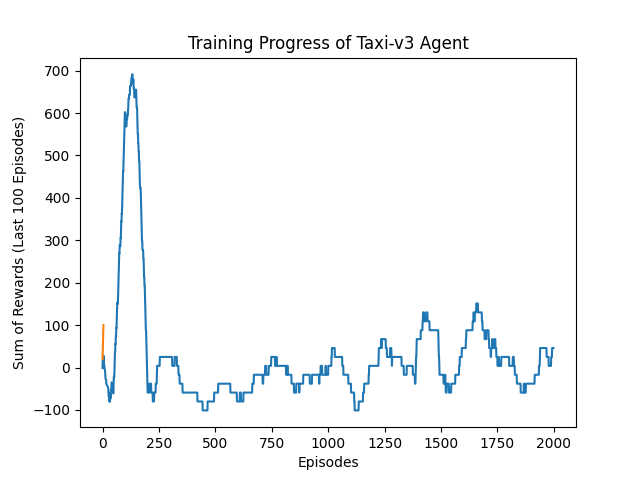 Training Progress of Taxi-v3 Agent
Sum of Rewards (Last 100 Episodes)
700
600
500
400
300
200
100
0
−100
0 250 500 750 1000 1250 1500 1750 2000
Episodes